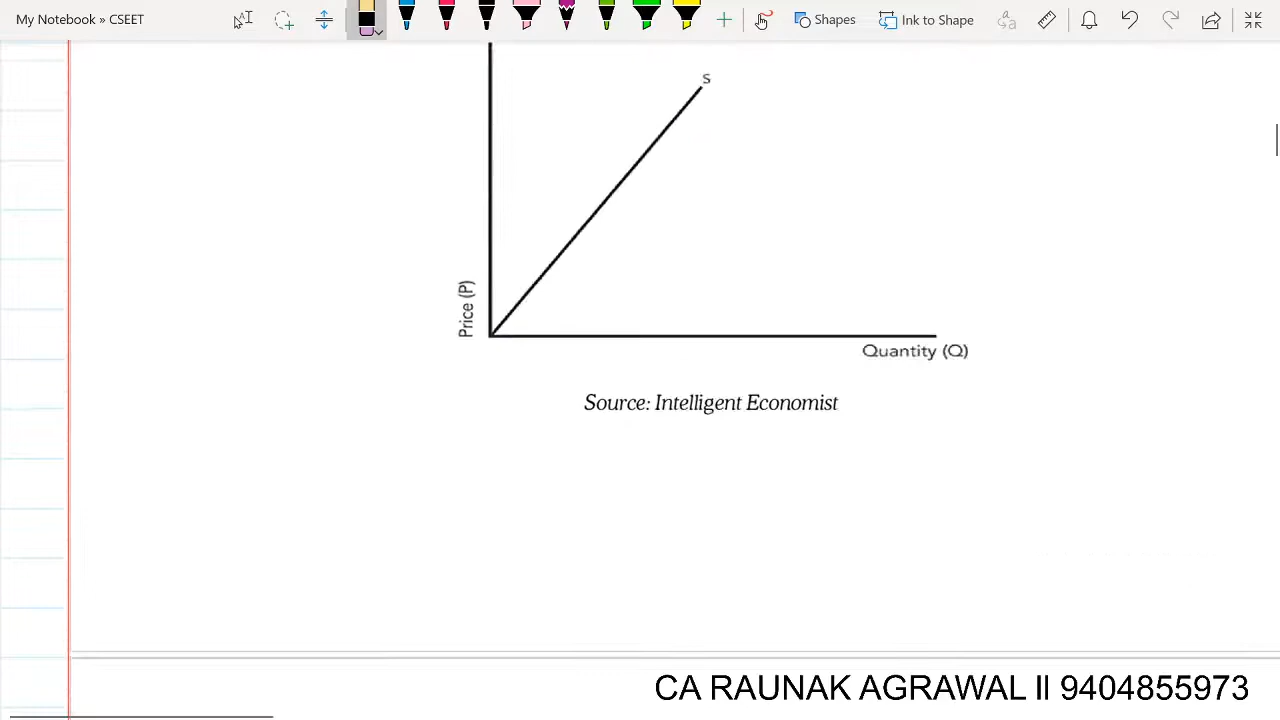 My Notebook » CSEET
Shapes
Ink to Shape
S
Price (P)
Quantity (Q)
Source: Intelligent Economist
CA RAUNAK AGRAWAL II 9404855973